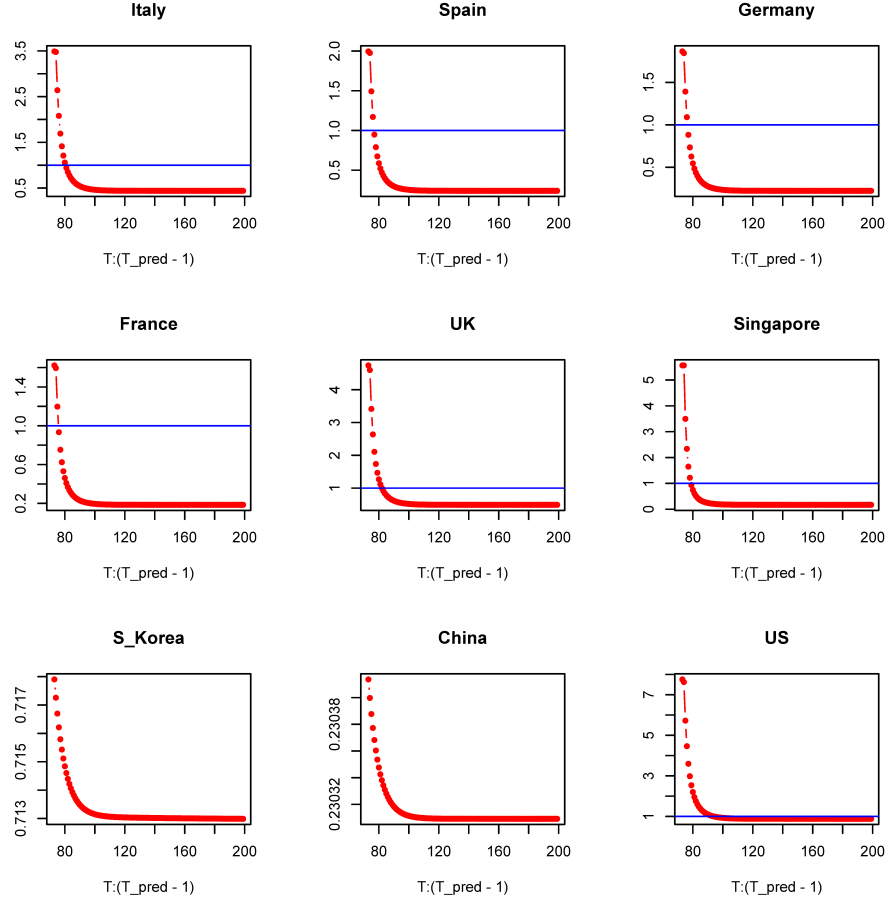 Italy Spain Germany
3.5 2.5 1.5 0.5
80 120 160 200
T:(T_pred - 1)
2.0 1.5 1.0 0.5
80 120 160 200
T:(T_pred - 1)
1.5 1.0 0.5
80 120 160 200
T:(T_pred - 1)
France UK Singapore
1.4 1.0 0.6 0.2
80 120 160 200
T:(T_pred - 1)
4 3 2 1
80 120 160 200
T:(T_pred - 1)
5 4 3 2 1 0
80 120 160 200
T:(T_pred - 1)
S_Korea China US
0.717 0.715 0.713
80 120 160 200
T:(T_pred - 1)
0.23038 0.23032
80 120 160 200
T:(T_pred - 1)
7 5 3 1
80 120 160 200
T:(T_pred - 1)